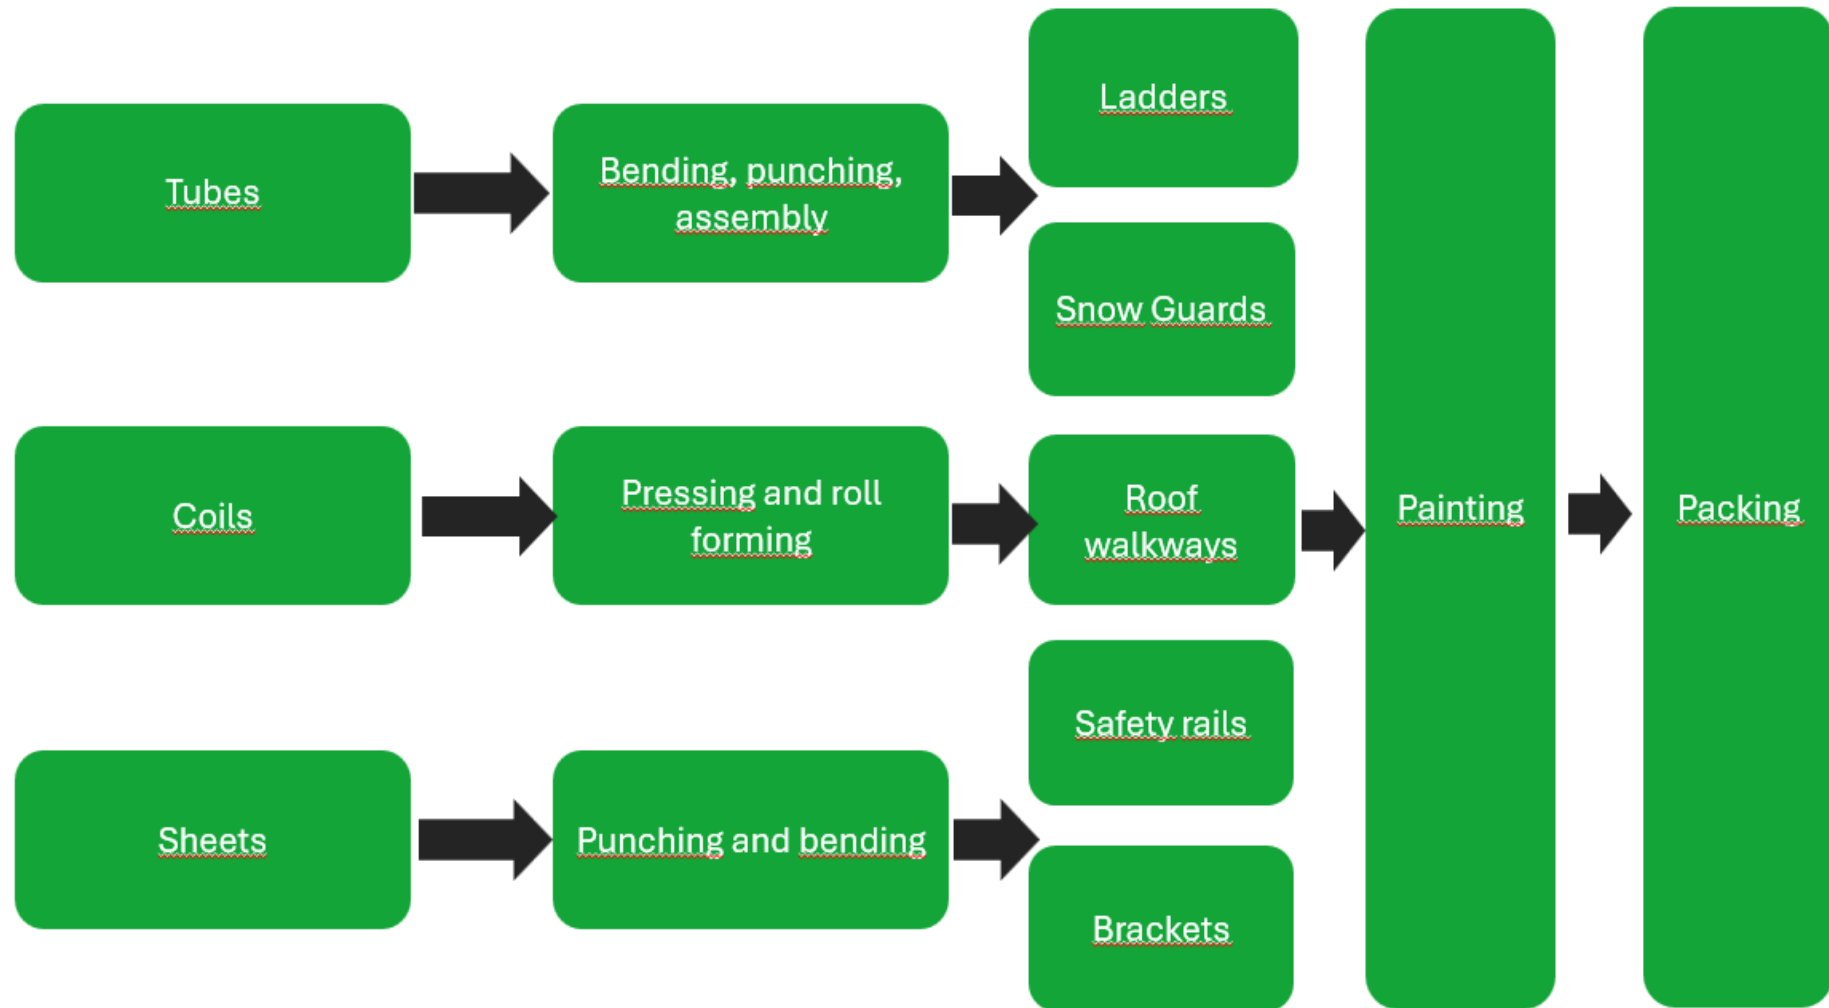 Tubes
Bending, punching,
assembly
Ladders
Snow Guards
Coils
Pressing and roll
forming
Roof
walkways
Sheets
Punching and bending
Safety rails
Brackets
Painting
Packing